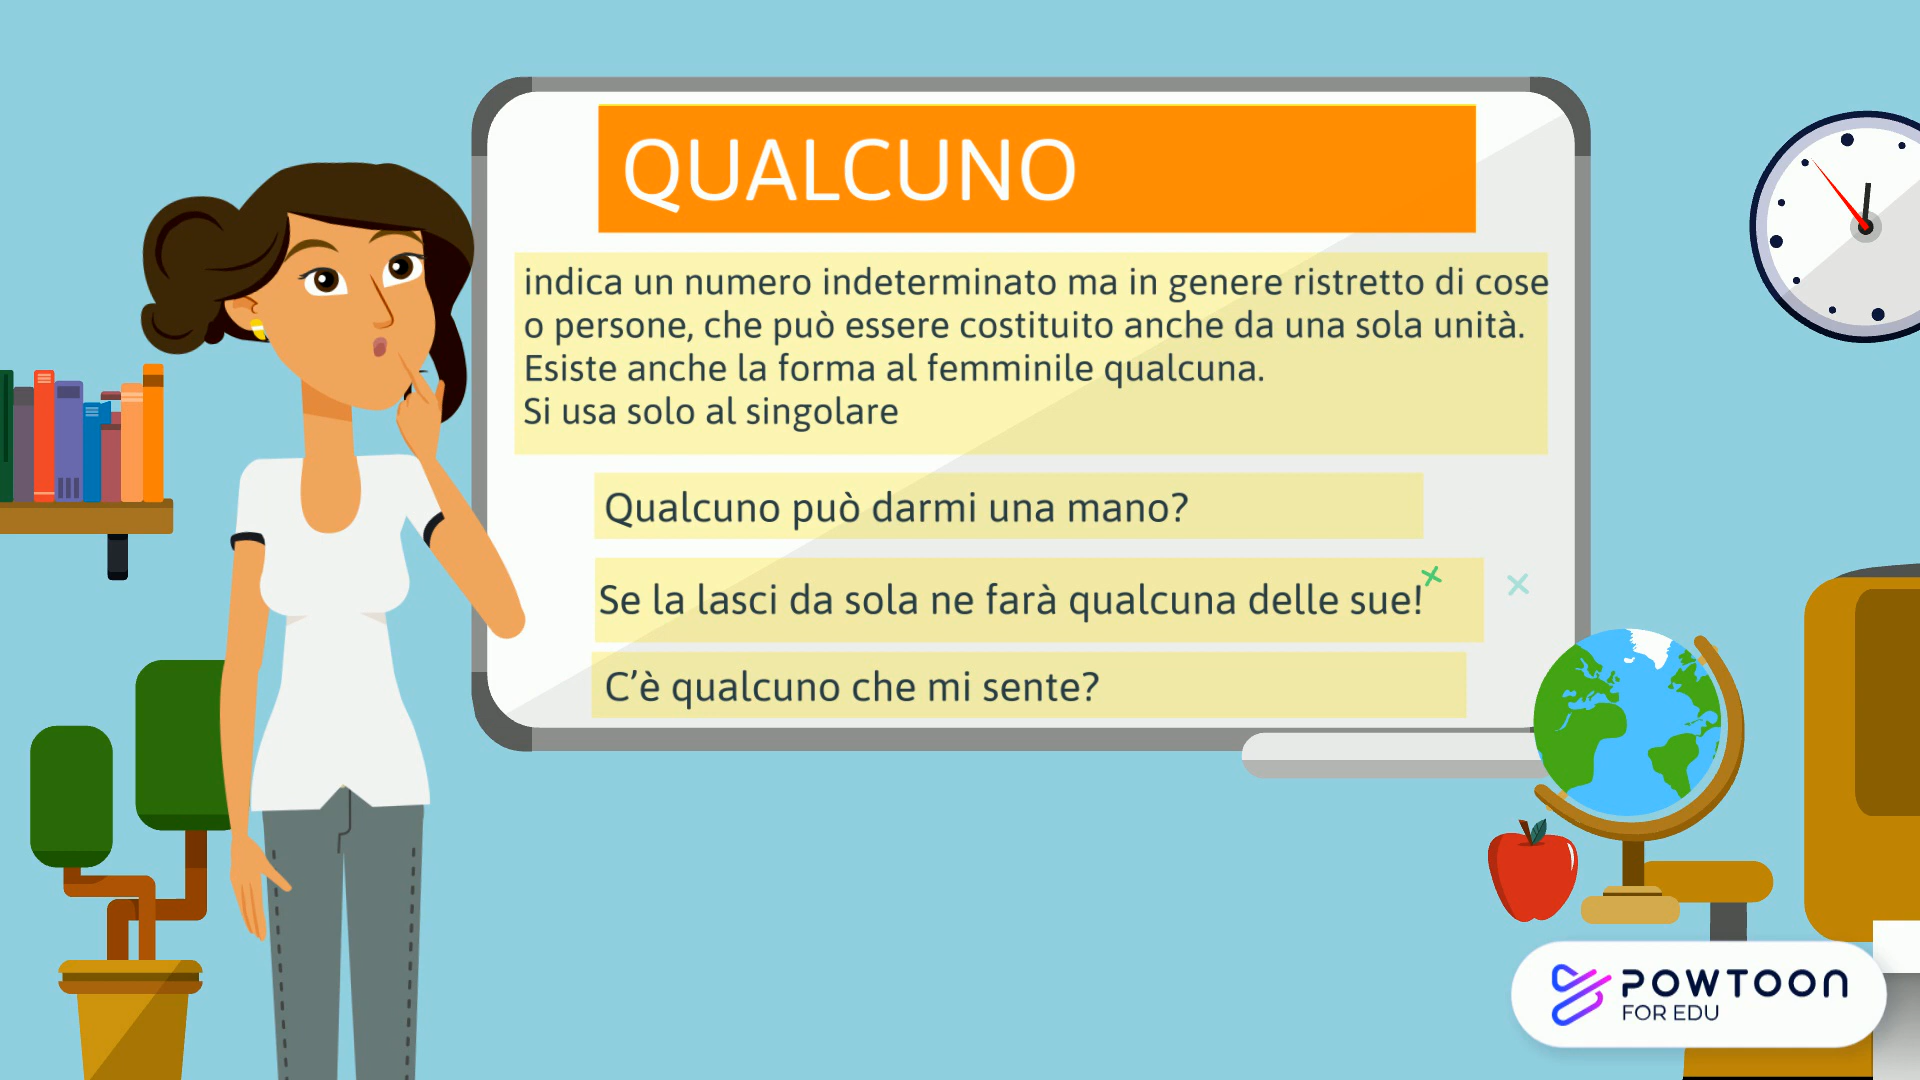 QUALCUNO
indica un numero indeterminato ma in genere ristretto di cose
o persone, che può essere costituito anche da una sola unità.
Esiste anche la forma al femminile qualcuna.
Si usa solo al singolare
Qualcuno può darmi una mano?
Se la lasci da sola ne farà qualcuna delle sue!
C’è qualcuno che mi sente?
POWTOON
FOR EDU